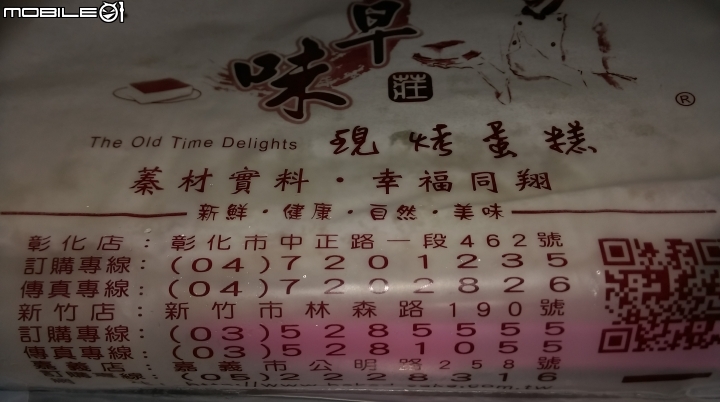 MOBILE01
早味
莊
®
The Old Time Delights 現烤蛋糕
蓁材實料・幸福同翔
新鮮・健康・自然・美味
彰化店：彰化市中正路一段462號
訂購專線：(04)7201235
傳真專線：(04)7202826
新竹店：新竹市林森路190號
訂購專線：(03)5285555
傳真專線：(03)5281055
嘉義店：嘉義市公明路258號
訂購專線：(05)2228316